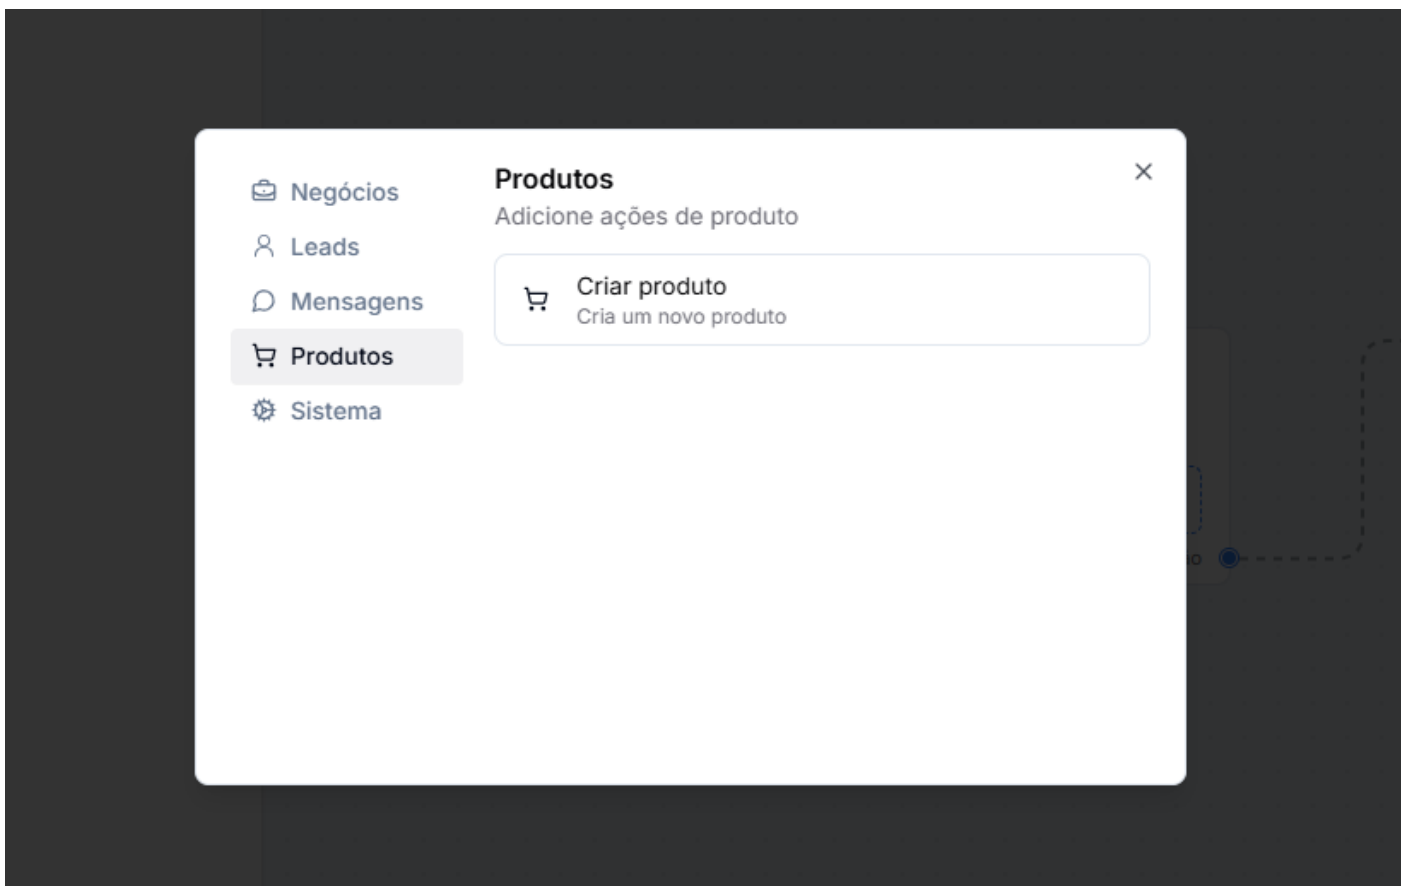 Negócios
Leads
Mensagens
Produtos
Sistema
Produtos
Adicione ações de produto
Criar produto
Cria um novo produto